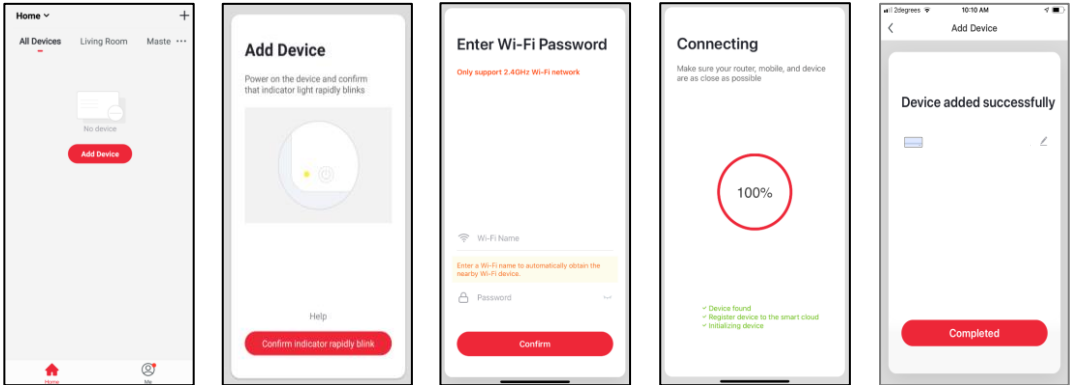 Home
All Devices Living Room Maste
No device
Add Device
Home Me
Add Device
Power on the device and confirm
that indicator light rapidly blinks
Help
Confirm indicator rapidly blink
Enter Wi-Fi Password
Only support 2.4GHz Wi-Fi network
Wi-Fi Name
Enter a Wi-Fi name to automatically obtain the
nearby Wi-Fi device.
Password
Confirm
Connecting
Make sure your router, mobile, and device
are as close as possible
100%
Device found
Register device to the smart cloud
Initializing device
2degrees 10:10 AM
Add Device
Device added successfully
Completed